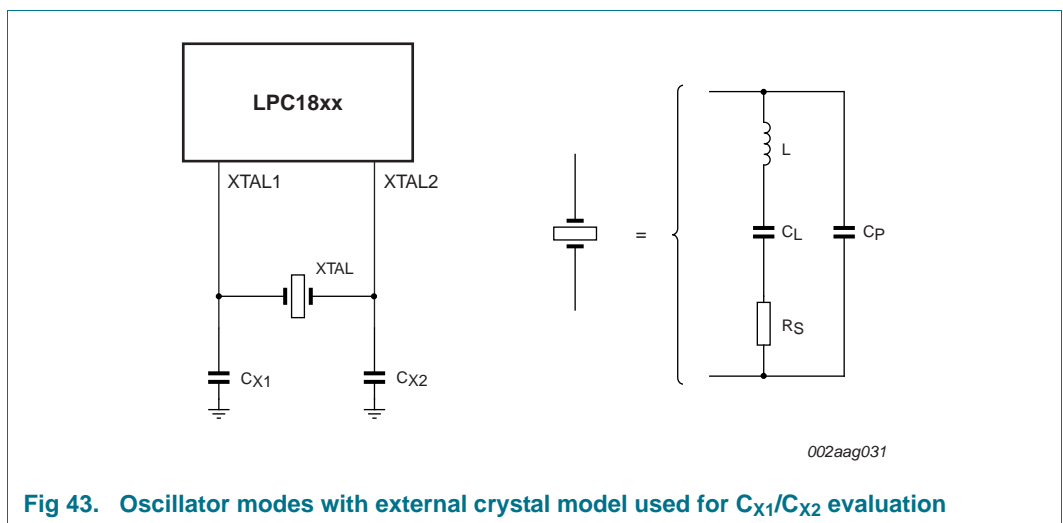 LPC18xx
XTAL1
XTAL2
XTAL
CX1
CX2
=
L
CL
CP
RS
002aag031
Fig 43. Oscillator modes with external crystal model used for CX1/CX2 evaluation